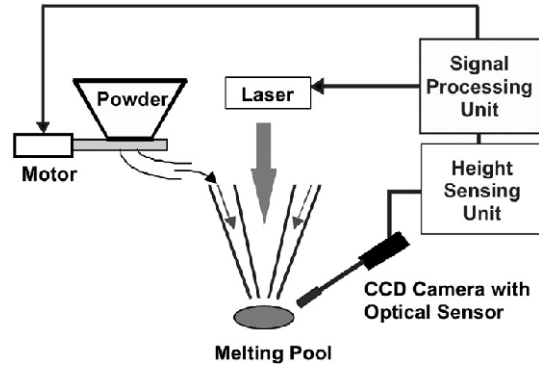 Powder
Motor
Laser
Signal
Processing
Unit
Height
Sensing
Unit
CCD Camera with
Optical Sensor
Melting Pool